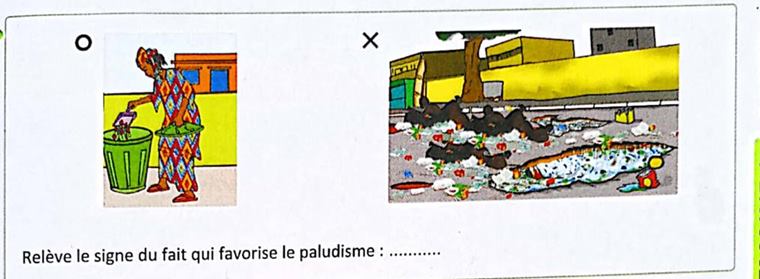 O X
Relève le signe du fait qui favorise le paludisme : ...........